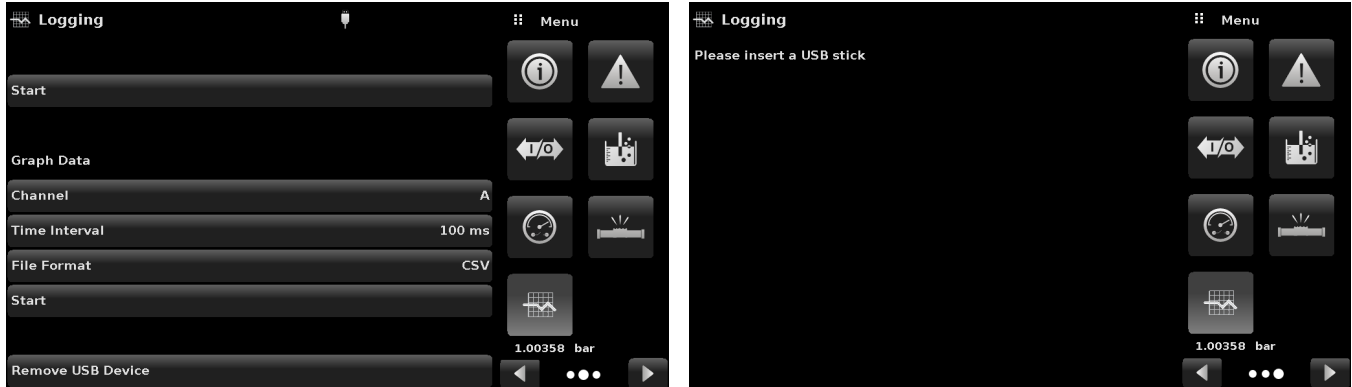 Logging
Menu
Start
Graph Data
Channel A
Time Interval 100 ms
File Format CSV
Start
Remove USB Device
I/O
1.00358 bar
Logging
Menu
Please insert a USB stick
I/O
1.00358 bar